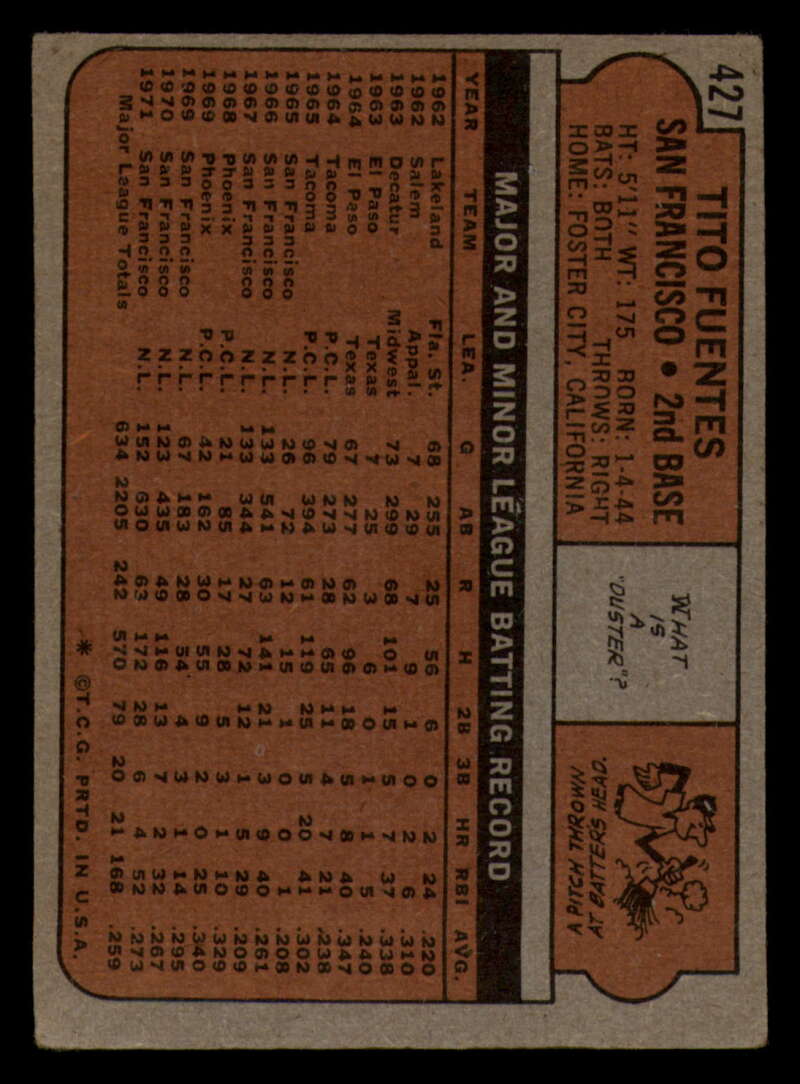 427
TITO FUENTES
SAN FRANCISCO • 2nd BASE
HT: 5'11" WT: 175 BORN: 1-4-44
BATS: BOTH THROWS: RIGHT
HOME: FOSTER CITY, CALIFORNIA
WHAT
IS
A
"DUSTER"?
A PITCH THROWN
AT BATTERS HEAD.
MAJOR AND MINOR LEAGUE BATTING RECORD
YEAR TEAM LEA. G AB R H 2B 3B HR RBI AVG.
1962 Lakeland Fla. St. 68 255 25 56 6 0 2 24 .220
1962 Salem Appal. 7 29 7 9 1 0 2 6 .310
1963 Decatur Midwest 73 299 68 101 15 5 7 37 .338
1963 El Paso Texas 7 25 3 6 0 1 1 5 .240
1964 El Paso Texas 67 277 62 96 18 5 8 40 .347
1964 Tacoma P.C.L. 79 273 28 65 11 4 7 21 .238
1965 Tacoma P.C.L. 96 394 61 119 25 5 20 41 .302
1965 San Francisco N.L. 26 72 12 15 1 0 0 1 .208
1966 San Francisco N.L. 133 541 63 141 21 3 9 40 .261
1967 San Francisco N.L. 133 344 27 72 12 1 5 29 .209
1968 Phoenix P.C.L. 21 85 17 28 5 3 1 10 .329
1969 Phoenix P.C.L. 42 162 30 55 9 2 0 25 .340
1969 San Francisco N.L. 67 183 28 54 4 3 1 14 .295
1970 San Francisco N.L. 123 435 49 116 13 7 2 32 .267
1971 San Francisco N.L. 152 630 63 172 28 6 4 52 .273
Major League Totals 634 2205 242 570 79 20 21 168 .259
* ©T.C.G. PRTD. IN U.S.A.